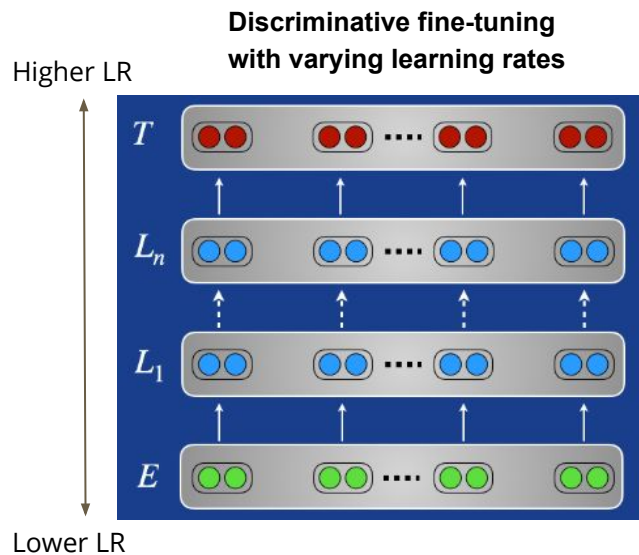 Discriminative fine-tuning
with varying learning rates
Higher LR
T
Lₙ
L₁
E
Lower LR